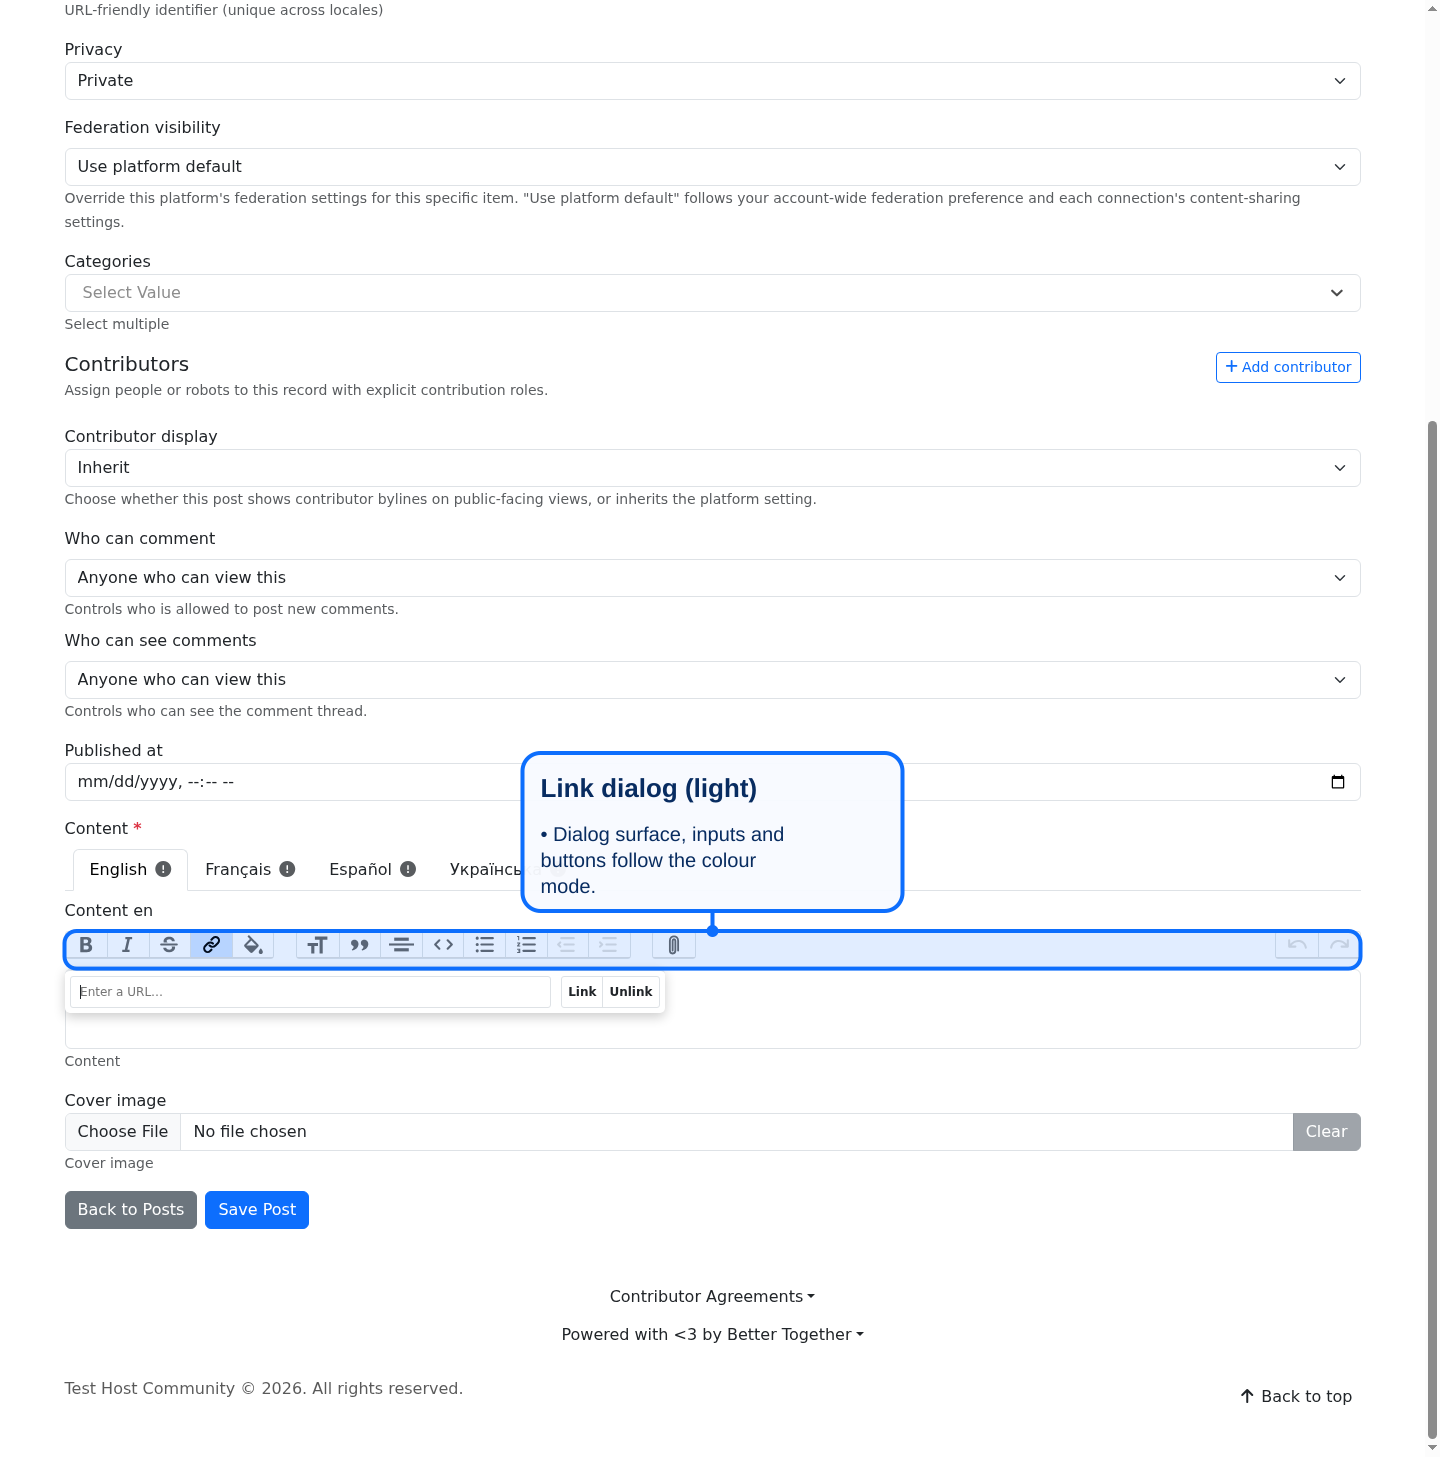 URL-friendly identifier (unique across locales)
Privacy
Private
Federation visibility
Use platform default
Override this platform's federation settings for this specific item. "Use platform default" follows your account-wide federation preference and each connection's content-sharing
settings.
Categories
Select Value
Select multiple
Contributors
Add contributor
Assign people or robots to this record with explicit contribution roles.
Contributor display
Inherit
Choose whether this post shows contributor bylines on public-facing views, or inherits the platform setting.
Who can comment
Anyone who can view this
Controls who is allowed to post new comments.
Who can see comments
Anyone who can view this
Controls who can see the comment thread.
Published at
mm/dd/yyyy, --:-- --
Link dialog (light)
• Dialog surface, inputs and
buttons follow the colour
mode.
Content *
English Français Español
Content en
Enter a URL... Link Unlink
Content
Cover image
Choose File No file chosen Clear
Cover image
Back to Posts Save Post
Contributor Agreements
Powered with <3 by Better Together
Test Host Community © 2026. All rights reserved.
Back to top